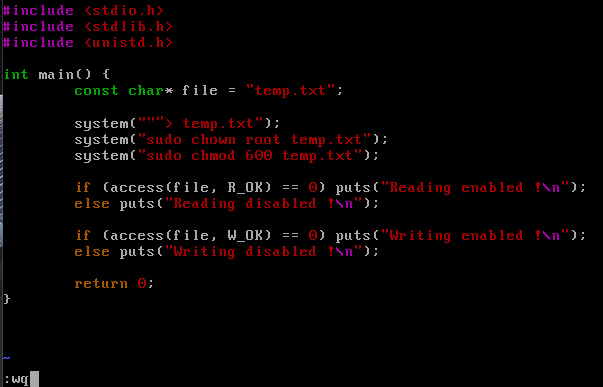 #include <stdio.h>
#include <stdlib.h>
#include <unistd.h>

int main() {
        const char* file = "temp.txt";

        system("""> temp.txt");
        system("sudo chown root temp.txt");
        system("sudo chmod 600 temp.txt");

        if (access(file, R_OK) == 0) puts("Reading enabled !\n");
        else puts("Reading disabled !\n");

        if (access(file, W_OK) == 0) puts("Writing enabled !\n");
        else puts("Writing disabled !\n");

        return 0;
}

~
:wq